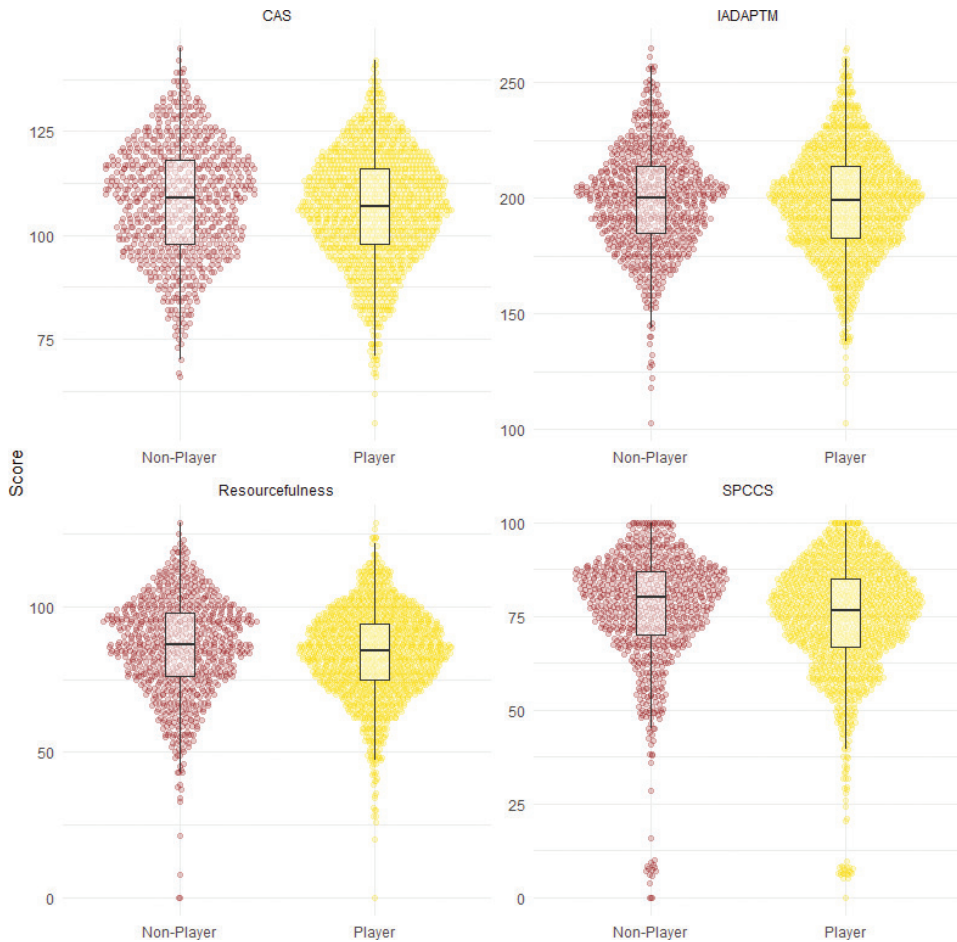 CAS
IADAPTM
125
100
75
250
200
150
100
Non-Player
Player
Non-Player
Player
Score
Resourcefulness
SPCCS
100
50
0
100
75
50
25
0
Non-Player
Player
Non-Player
Player